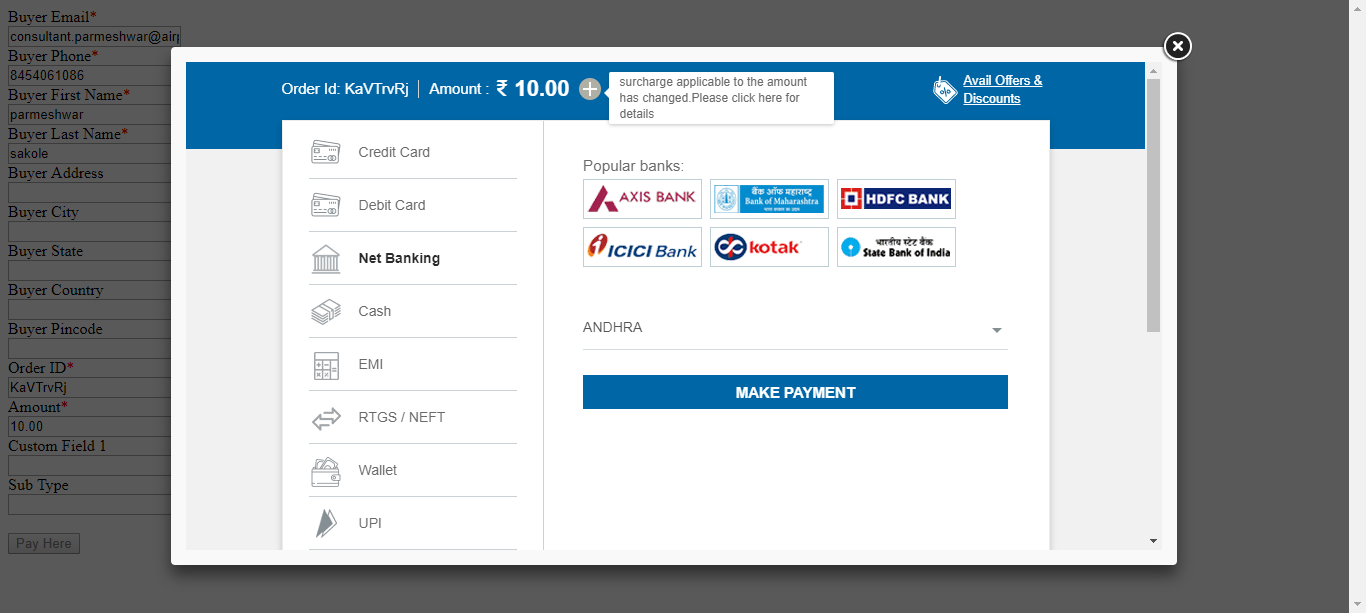 Buyer Email*
consultant.parmeshwar@airp
Buyer Phone*
8454061086
Buyer First Name*
parmeshwar
Buyer Last Name*
sakole
Buyer Address
Buyer City
Buyer State
Buyer Country
Buyer Pincode
Order ID*
KaVTrvRj
Amount*
10.00
Custom Field 1
Sub Type
Pay Here
Order Id: KaVTrvRj
Amount : ₹ 10.00
surcharge applicable to the amount
has changed.Please click here for
details
Avail Offers &
Discounts
Credit Card
Debit Card
Net Banking
Cash
EMI
RTGS / NEFT
Wallet
UPI
Popular banks:
AXIS BANK
बैंक ऑफ महाराष्ट्र
Bank of Maharashtra
HDFC BANK
ICICI Bank
kotak
भारतीय स्टेट बैंक
State Bank of India
ANDHRA
MAKE PAYMENT